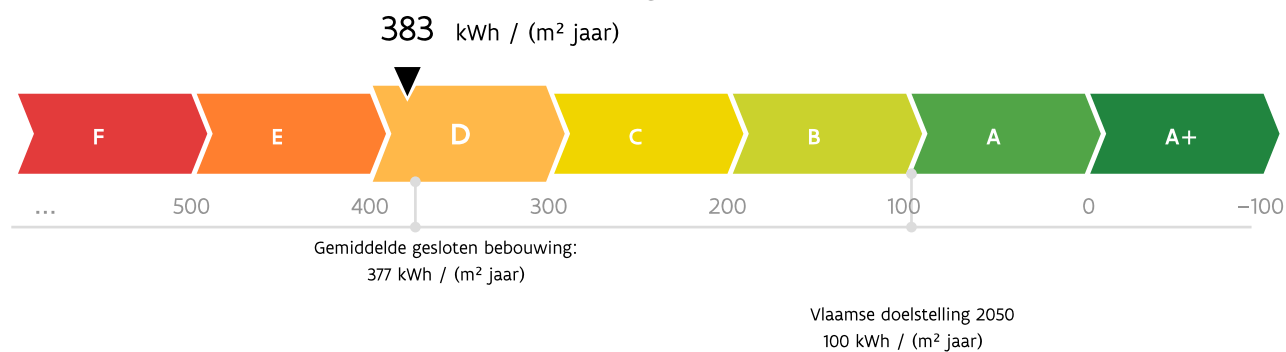 383 kWh / (m² jaar)
F E D C B A A+
... 500 400 300 200 100 0 −100
Gemiddelde gesloten bebouwing:
377 kWh / (m² jaar)
Vlaamse doelstelling 2050
100 kWh / (m² jaar)